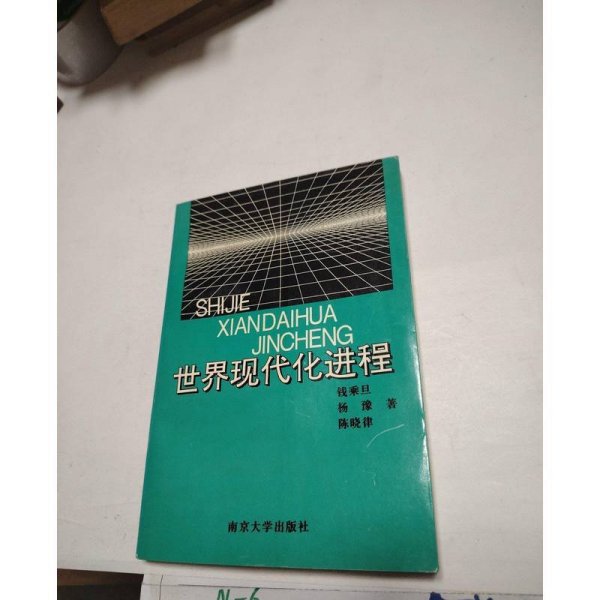 SHIJIE
XIANDAIHUA
JINCHENG
世界现代化进程
钱乘旦
杨豫 著
陈晓律
南京大学出版社
N-6